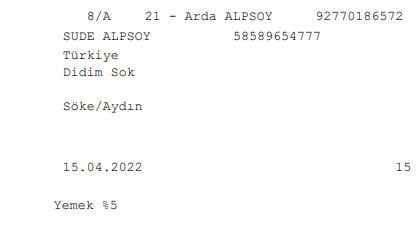 8/A 21 - Arda ALPSOY 92770186572
SUDE ALPSOY 58589654777
Türkiye
Didim Sok
Söke/Aydın
15.04.2022 15
Yemek %5